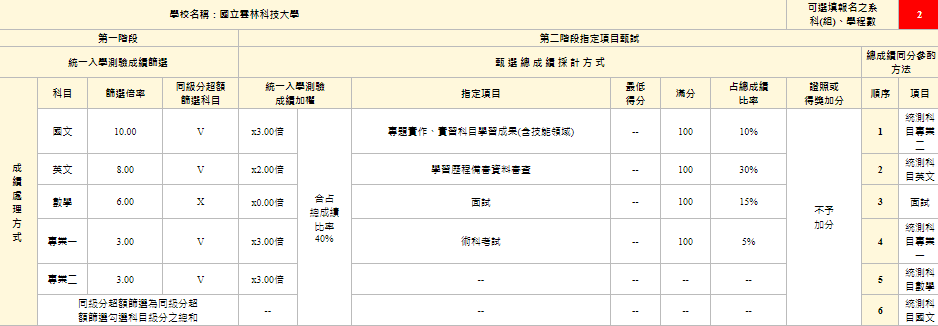 學校名稱：國立雲林科技大學
可選填報名之系
科(組)、學程數
2
第一階段
第二階段指定項目甄試
統一入學測驗成績篩選
甄 選 總 成 績 採 計 方 式
總成績同分參酌
方法
科目
篩選倍率
同級分超額
篩選科目
統一入學測驗
成績加權
指定項目
最低
得分
滿分
占總成績
比率
證照或
得獎加分
順序
項目
成績處理方式
國文
10.00
V
x3.00倍
合占
總成績
比率
40%
專題實作、實習科目學習成果(含技能領域)
--
100
10%
不予
加分
1
統測科
目專業
二
英文
8.00
V
x2.00倍
學習歷程備審資料審查
--
100
30%
2
統測科
目英文
數學
6.00
X
x0.00倍
面試
--
100
15%
3
面試
專業一
3.00
V
x3.00倍
術科考試
--
100
5%
4
統測科
目專業
一
專業二
3.00
V
x3.00倍
--
--
--
--
5
統測科
目數學
同級分超額篩選為同級分超
額篩選勾選科目級分之總和
--
--
--
--
--
6
統測科
目國文